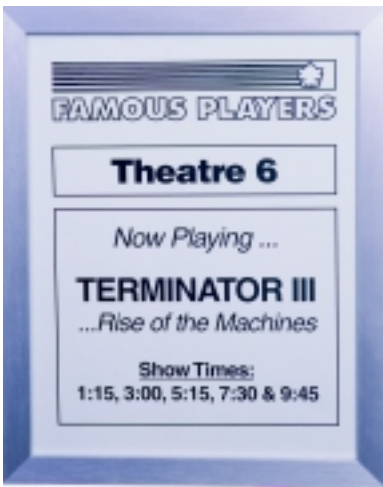 FAMOUS PLAYERS
Theatre 6
Now Playing ...
TERMINATOR III
...Rise of the Machines
Show Times:
1:15, 3:00, 5:15, 7:30 & 9:45